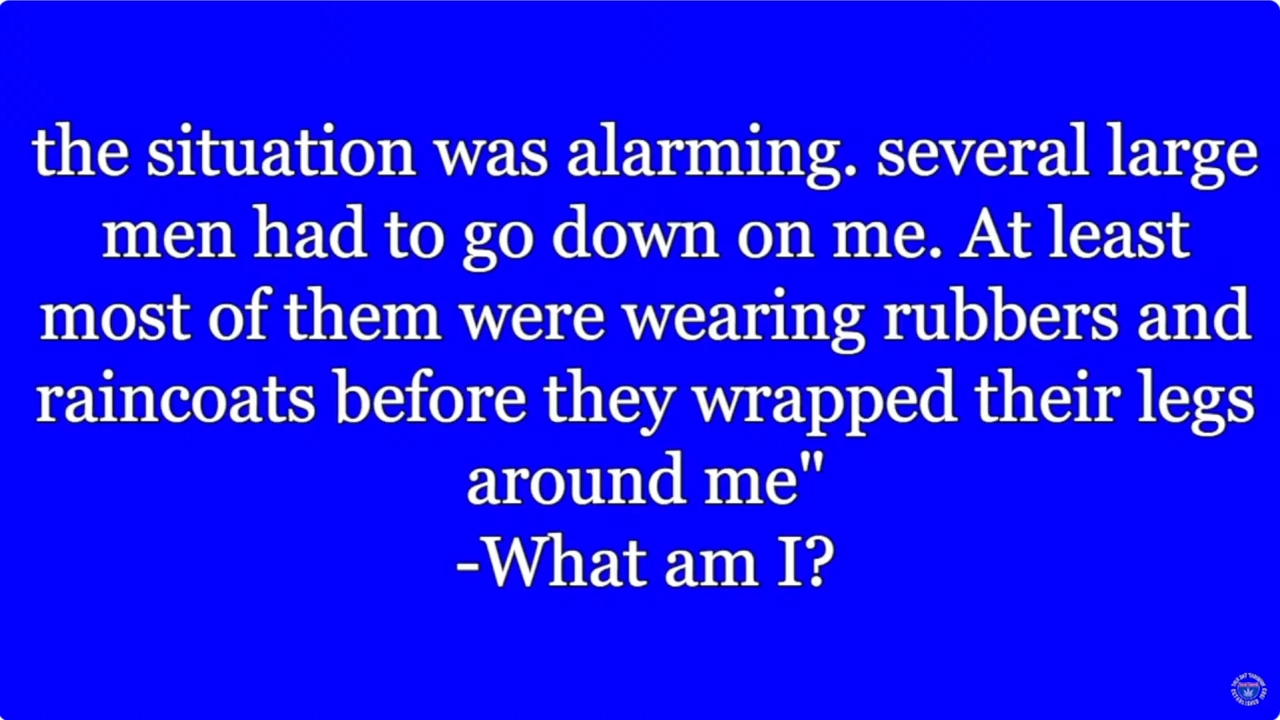 the situation was alarming. several large
men had to go down on me. At least
most of them were wearing rubbers and
raincoats before they wrapped their legs
around me"
-What am I?